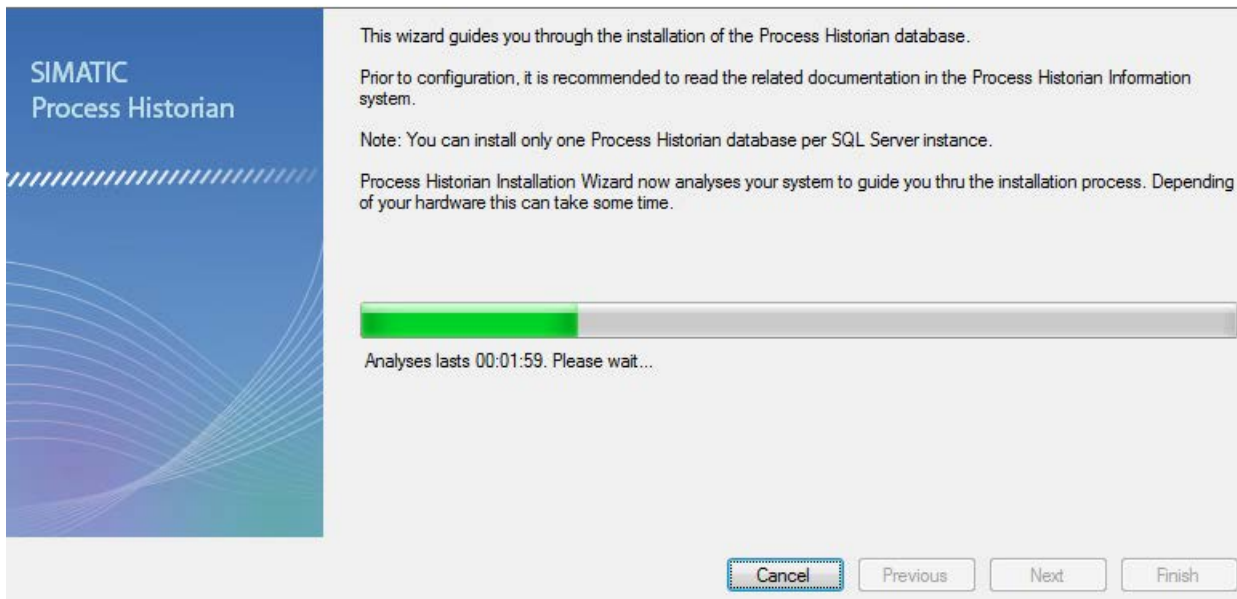 SIMATIC
Process Historian
This wizard guides you through the installation of the Process Historian database.
Prior to configuration, it is recommended to read the related documentation in the Process Historian Information
system.
Note: You can install only one Process Historian database per SQL Server instance.
Process Historian Installation Wizard now analyses your system to guide you thru the installation process. Depending
of your hardware this can take some time.
Analyses lasts 00:01:59. Please wait...
Cancel Previous Next Finish